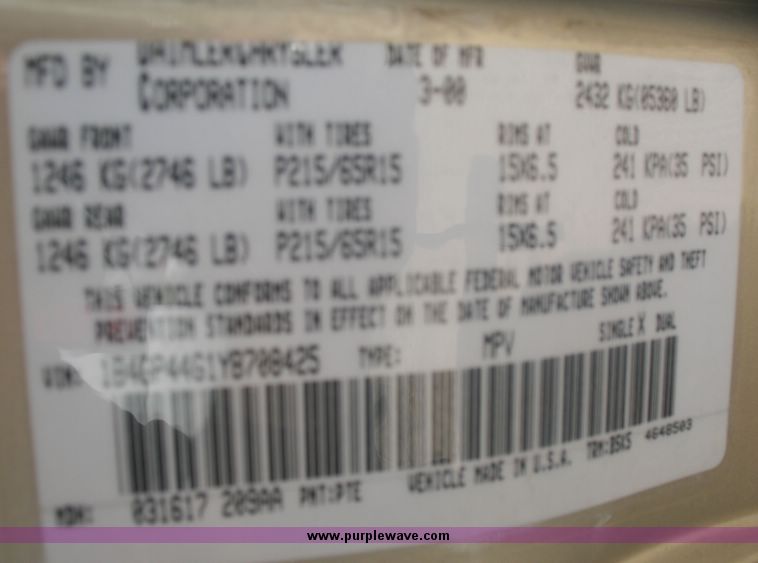 MFD BY DAIMLERCHRYSLER CORPORATION DATE OF MFR 3-00 GVWR 2432 KG(05360 LB)
GAWR FRONT WITH TIRES RIMS AT COLD
1246 KG(2746 LB) P215/65R15 15X6.5 241 KPA(35 PSI)
GAWR REAR WITH TIRES RIMS AT COLD
1246 KG(2746 LB) P215/65R15 15X6.5 241 KPA(35 PSI)
THIS VEHICLE CONFORMS TO ALL APPLICABLE FEDERAL MOTOR VEHICLE SAFETY AND THEFT
PREVENTION STANDARDS IN EFFECT ON THE DATE OF MANUFACTURE SHOWN ABOVE.
VIN: 1B4GP44G1YB708425 TYPE: MPV SINGLE X DUAL
MDH: 031617 209AA PNT:PTE VEHICLE MADE IN U.S.A. TRM:BSKS 4648503
www.purplewave.com